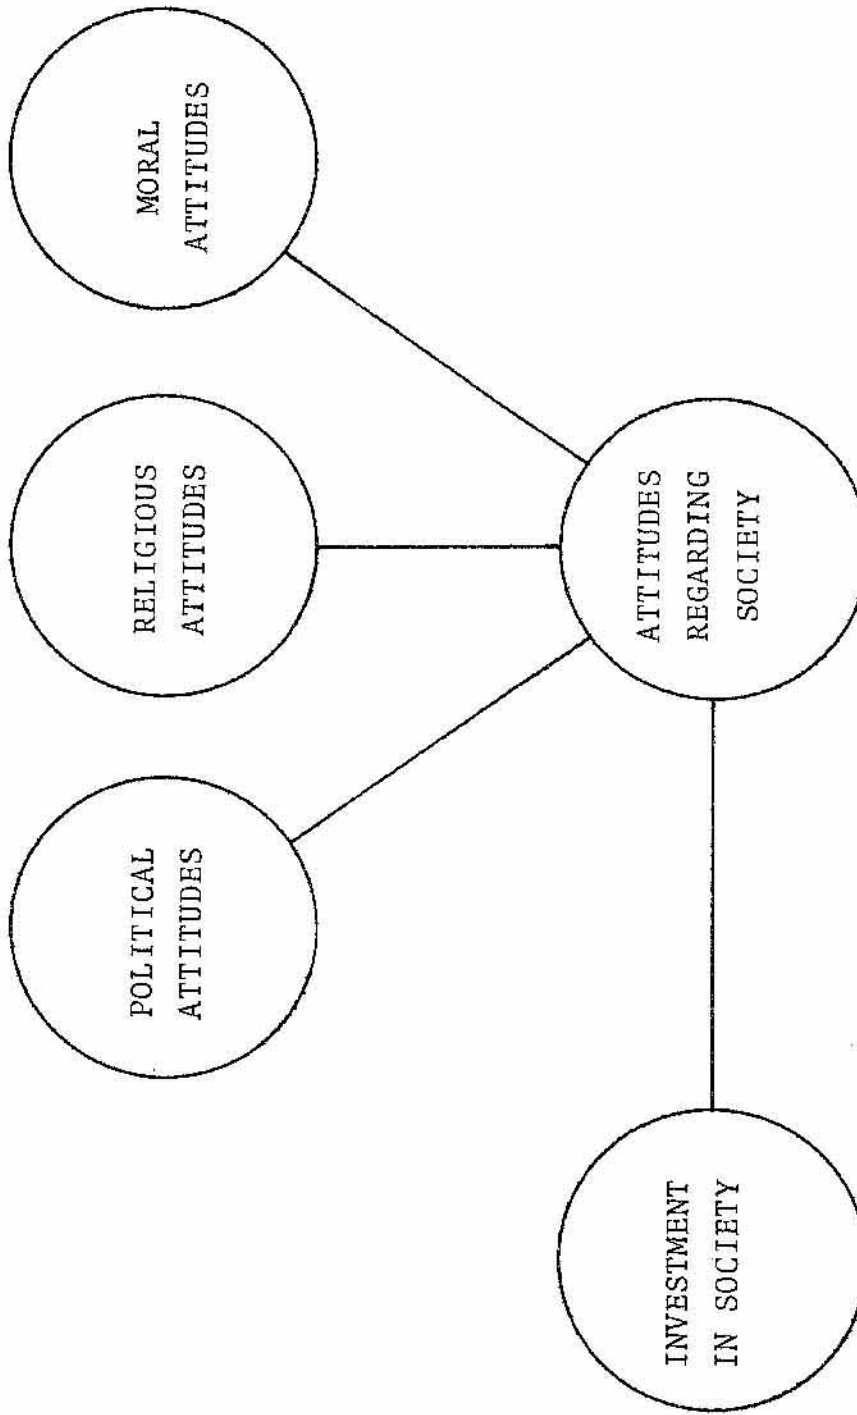 POLITICAL
ATTITUDES
RELIGIOUS
ATTITUDES
MORAL
ATTITUDES
INVESTMENT
IN SOCIETY
ATTITUDES
REGARDING
SOCIETY